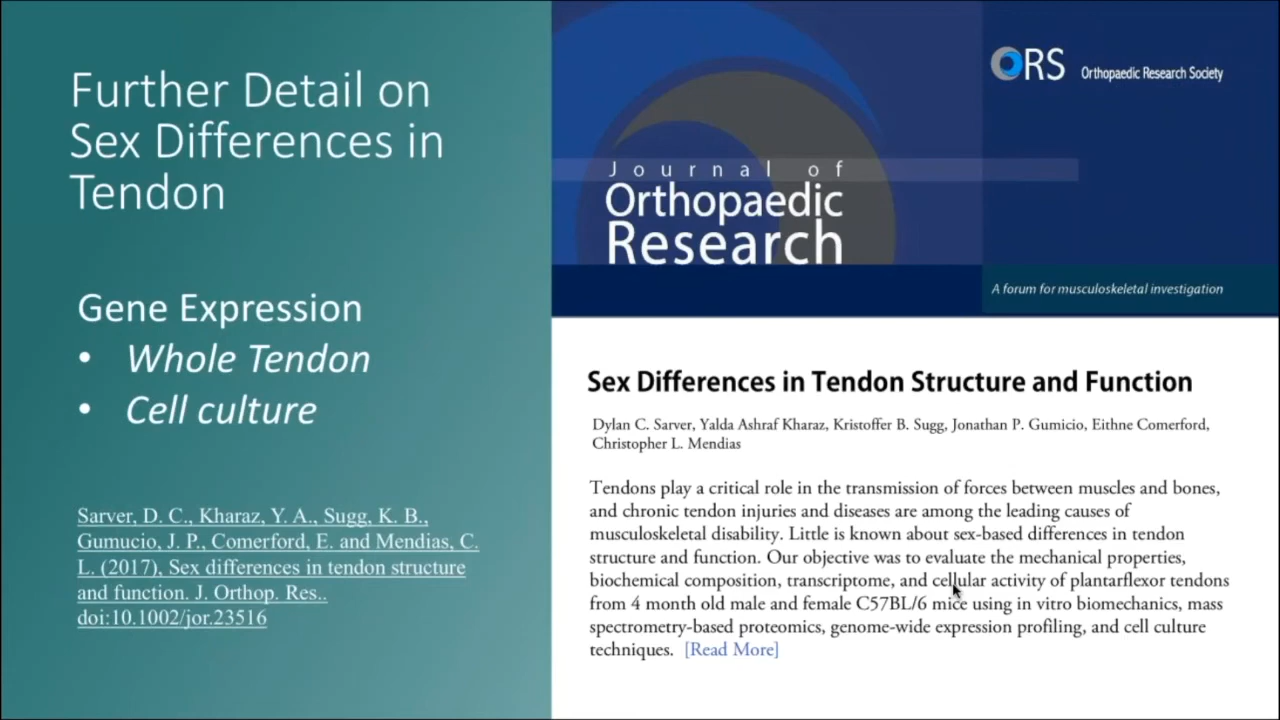 Further Detail on
Sex Differences in
Tendon
Gene Expression
• Whole Tendon
• Cell culture
Sarver, D. C., Kharaz, Y. A., Sugg, K. B.,
Gumucio, J. P., Comerford, E. and Mendias, C.
L. (2017), Sex differences in tendon structure
and function. J. Orthop. Res..
doi:10.1002/jor.23516
ORS Orthopaedic Research Society
Journal of
Orthopaedic
Research
A forum for musculoskeletal investigation
Sex Differences in Tendon Structure and Function
Dylan C. Sarver, Yalda Ashraf Kharaz, Kristoffer B. Sugg, Jonathan P. Gumicio, Eithne Comerford,
Christopher L. Mendias
Tendons play a critical role in the transmission of forces between muscles and bones,
and chronic tendon injuries and diseases are among the leading causes of
musculoskeletal disability. Little is known about sex-based differences in tendon
structure and function. Our objective was to evaluate the mechanical properties,
biochemical composition, transcriptome, and cellular activity of plantarflexor tendons
from 4 month old male and female C57BL/6 mice using in vitro biomechanics, mass
spectrometry-based proteomics, genome-wide expression profiling, and cell culture
techniques. [Read More]